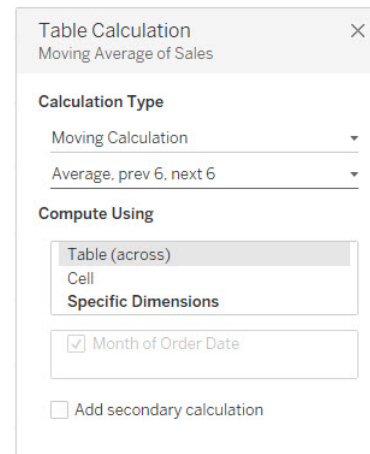 Table Calculation
Moving Average of Sales
Calculation Type
Moving Calculation
Average, prev 6, next 6
Compute Using
Table (across)
Cell
Specific Dimensions
Month of Order Date
Add secondary calculation